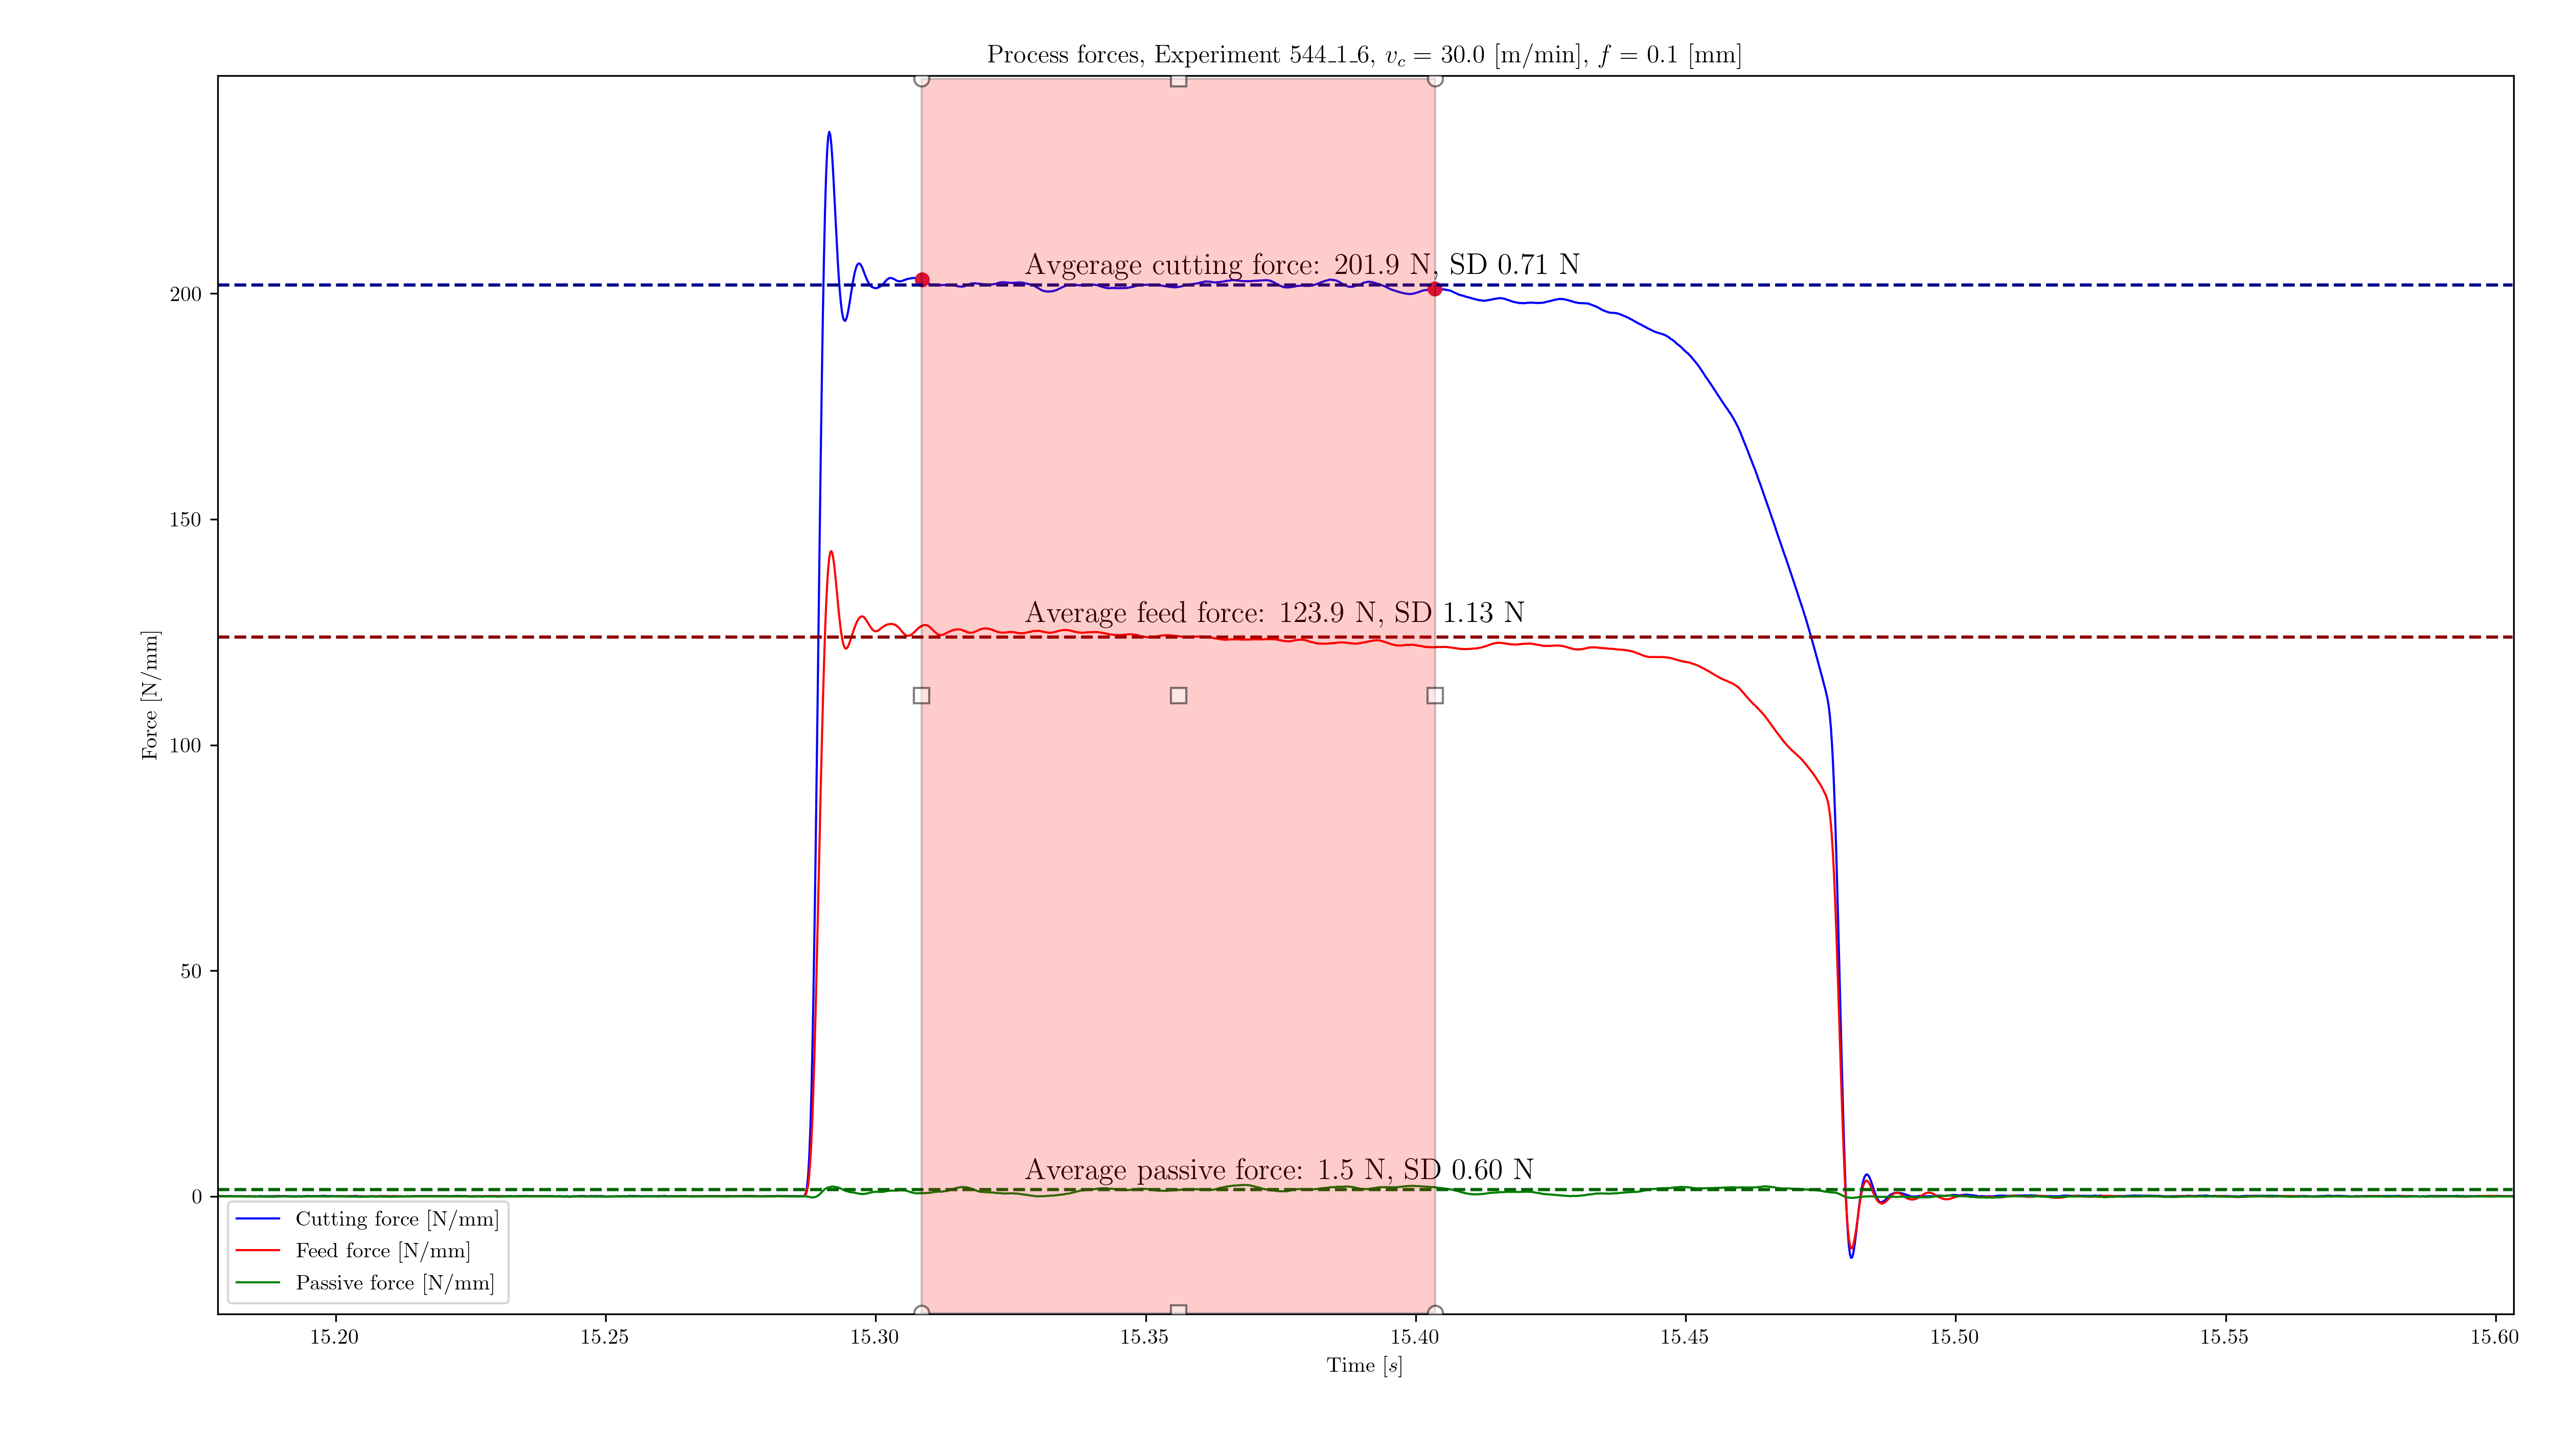 Process forces, Experiment 544_1_6, v_c = 30.0 [m/min], f = 0.1 [mm]
Force [N/mm]
200
150
100
50
0
Avgerage cutting force: 201.9 N, SD 0.71 N
Average feed force: 123.9 N, SD 1.13 N
Average passive force: 1.5 N, SD 0.60 N
Cutting force [N/mm]
Feed force [N/mm]
Passive force [N/mm]
15.20 15.25 15.30 15.35 15.40 15.45 15.50 15.55 15.60
Time [s]